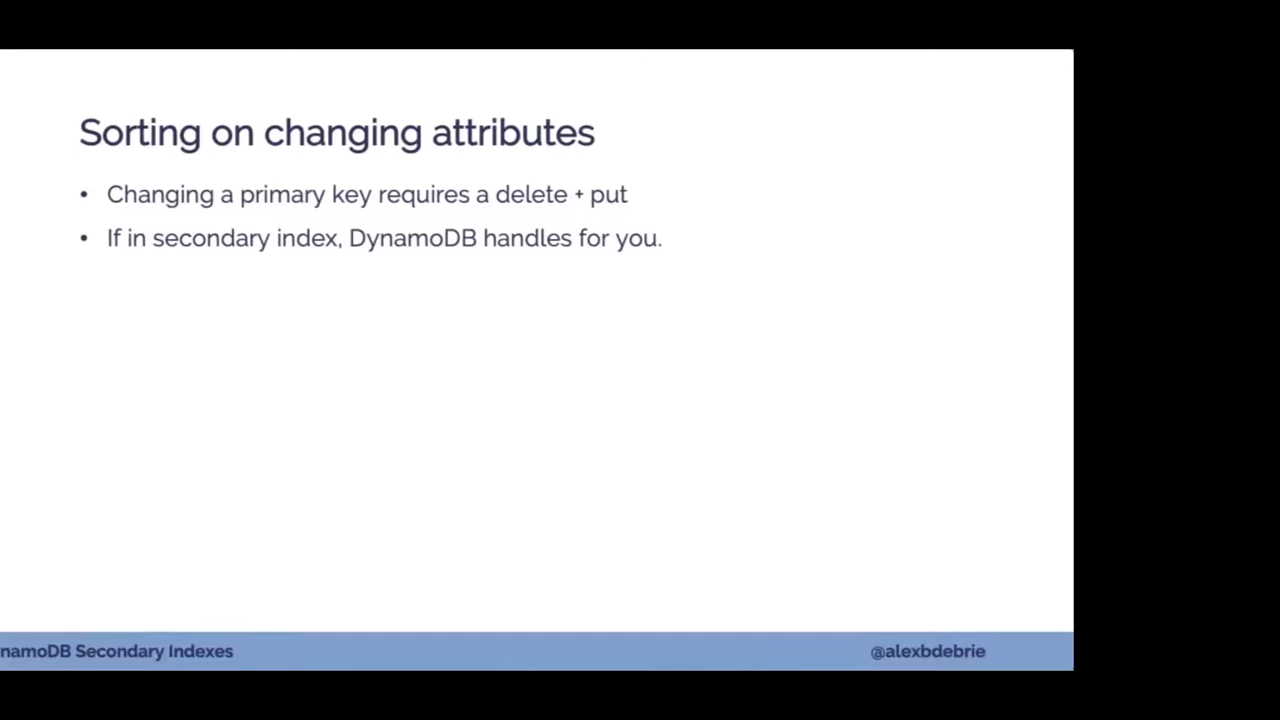 Sorting on changing attributes
• Changing a primary key requires a delete + put
• If in secondary index, DynamoDB handles for you.
namoDB Secondary Indexes
@alexbdebrie